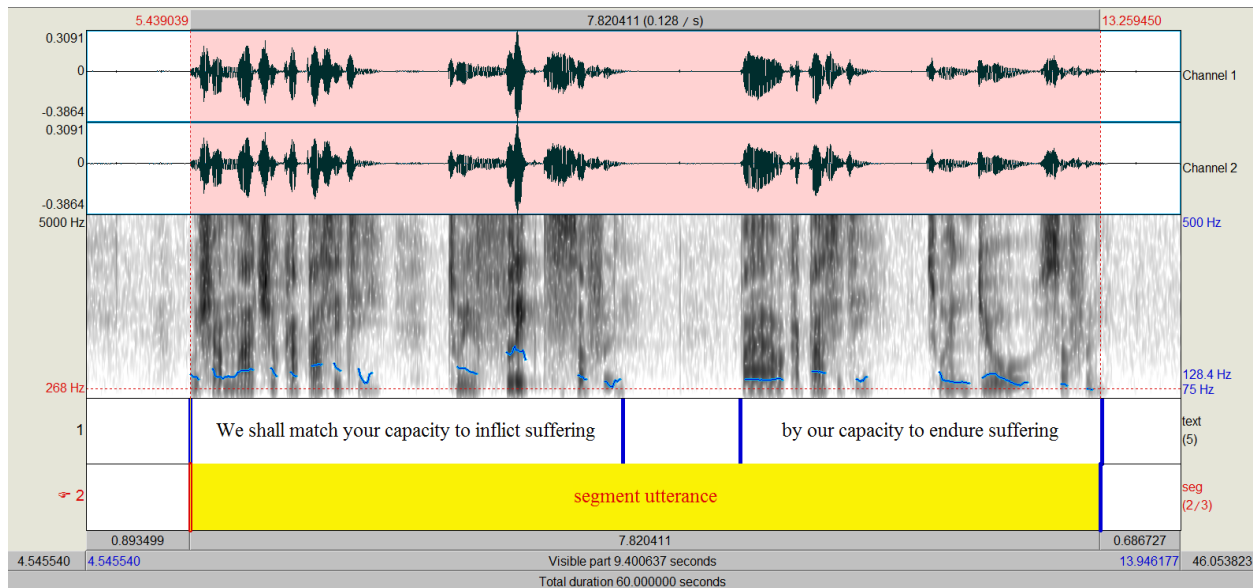 5.439039 7.820411 (0.128 / s) 13.259450
0.3091
0
-0.3864
Channel 1
0.3091
0
-0.3864
Channel 2
5000 Hz 500 Hz
128.4 Hz
268 Hz 75 Hz
1 We shall match your capacity to inflict suffering by our capacity to endure suffering text
(5)
2 segment utterance seg
(2/3)
0.893499 7.820411 0.686727
4.545540 4.545540 Visible part 9.400637 seconds 13.946177 46.053823
Total duration 60.000000 seconds